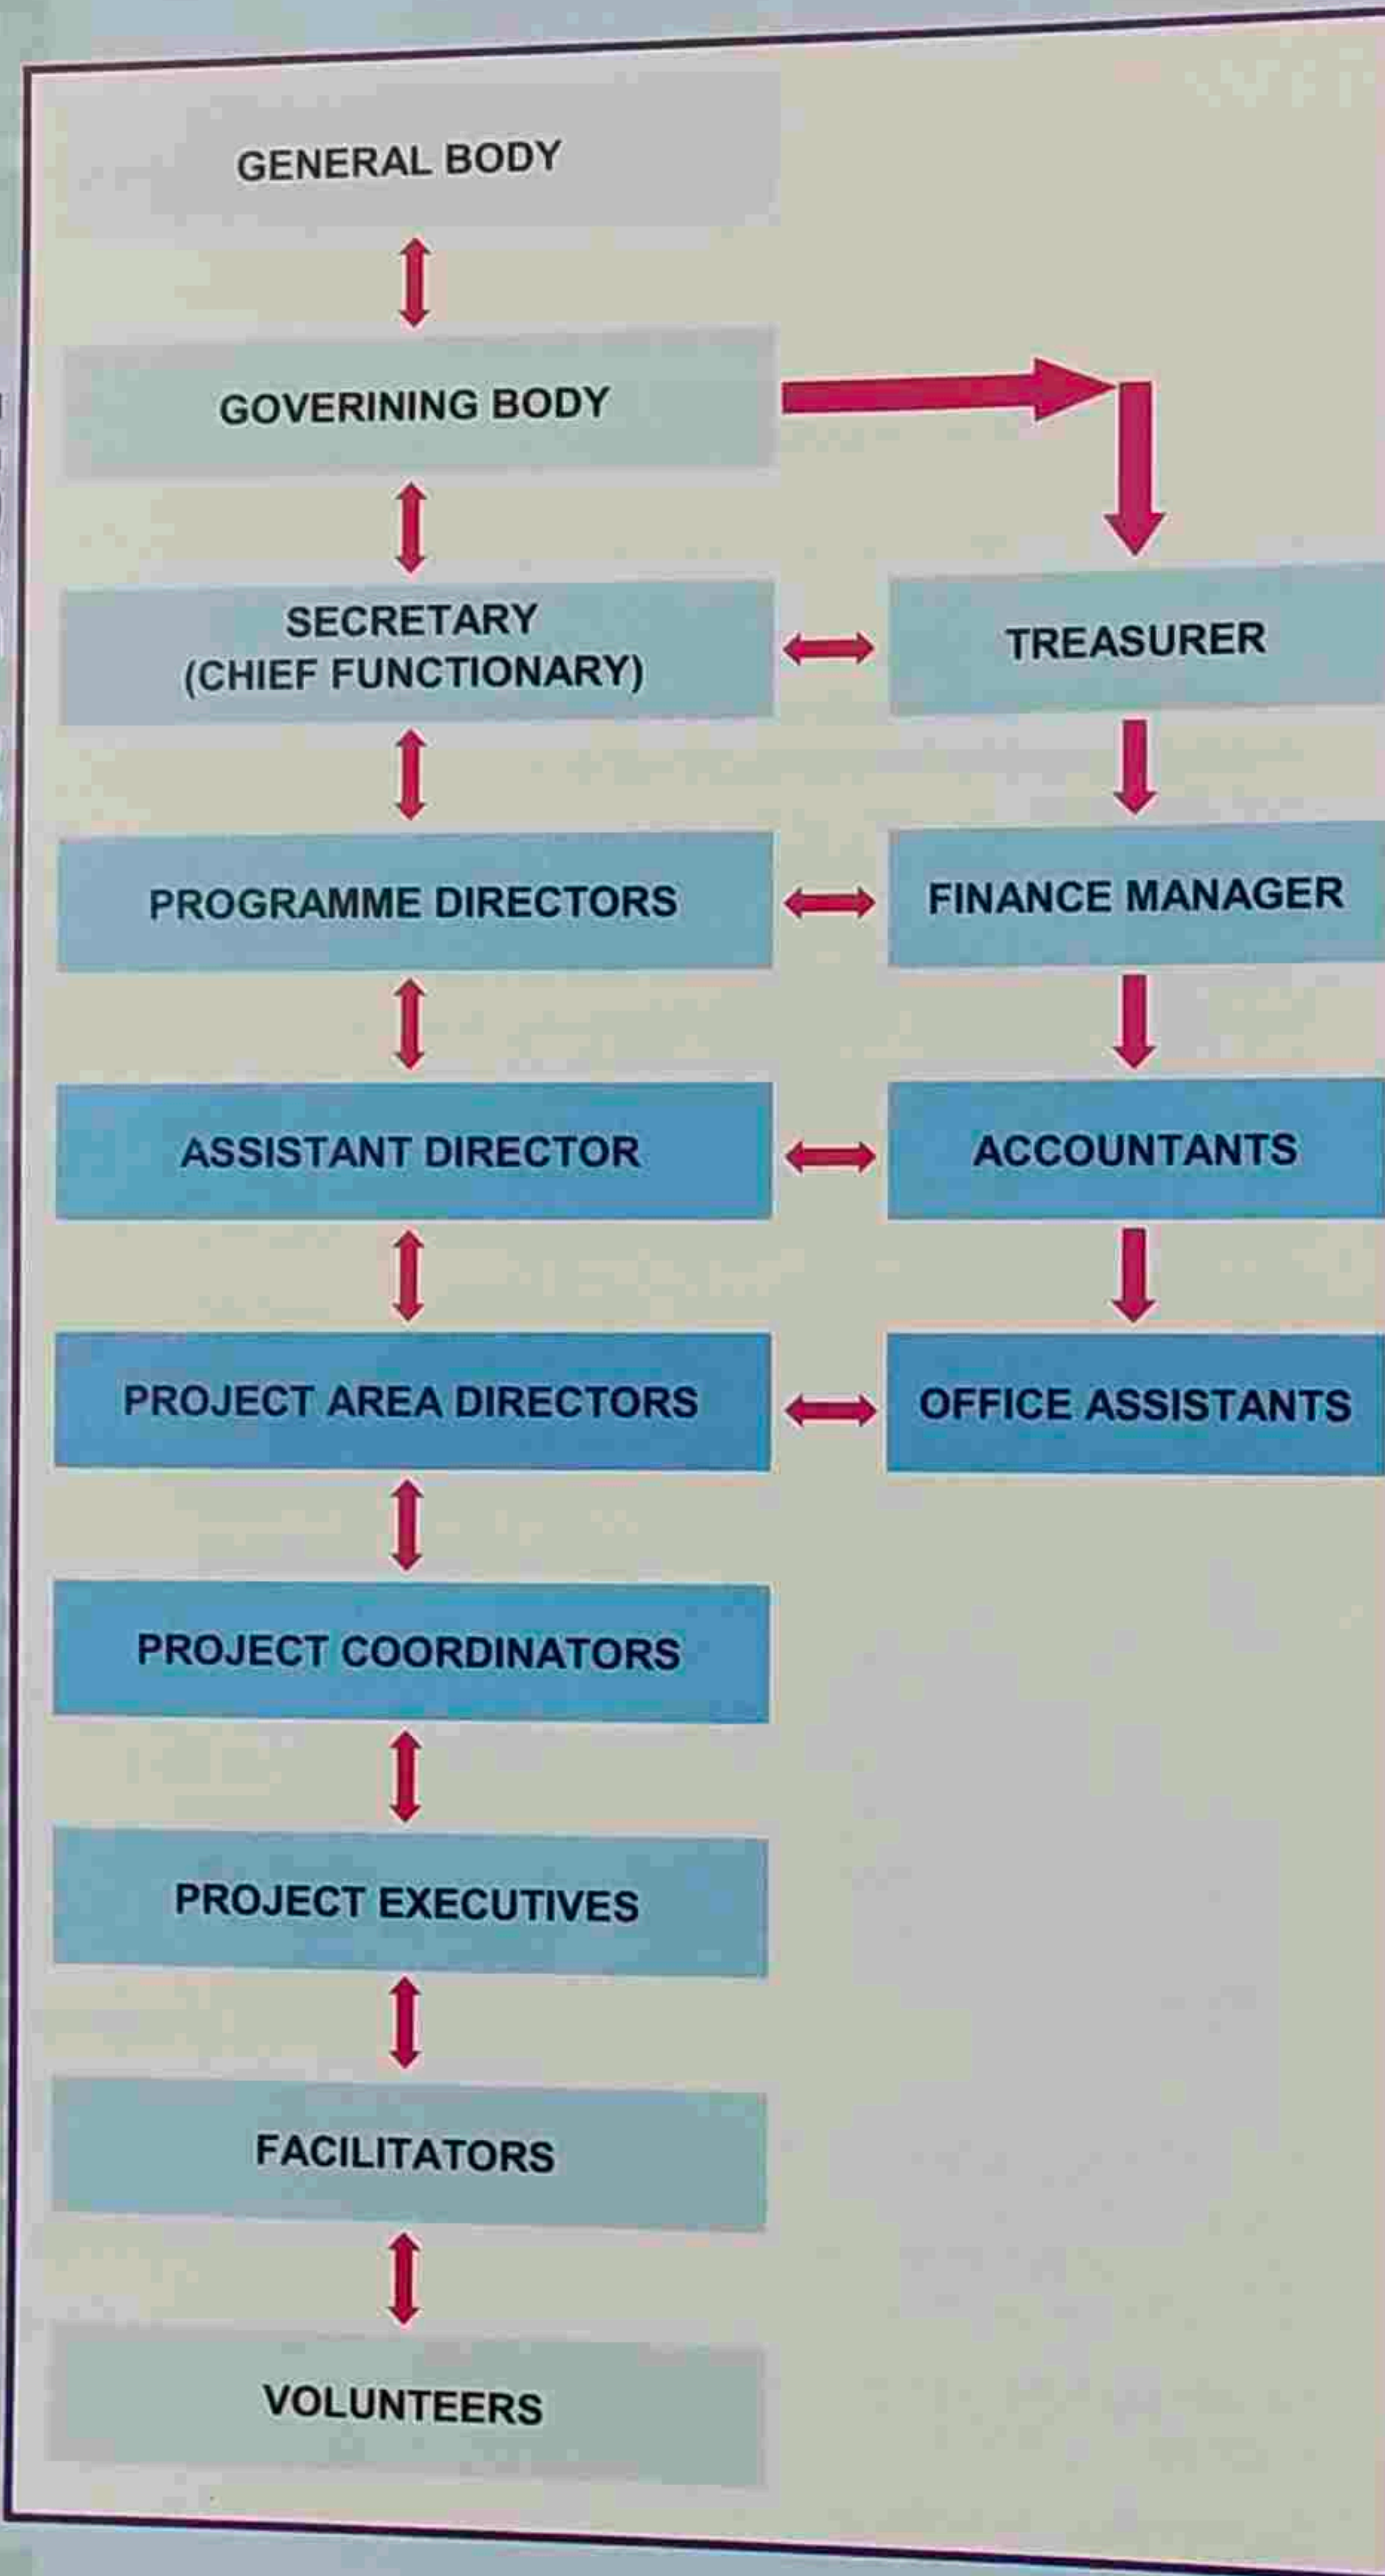 GENERAL BODY
GOVERINING BODY
SECRETARY
(CHIEF FUNCTIONARY)
TREASURER
PROGRAMME DIRECTORS
FINANCE MANAGER
ASSISTANT DIRECTOR
ACCOUNTANTS
PROJECT AREA DIRECTORS
OFFICE ASSISTANTS
PROJECT COORDINATORS
PROJECT EXECUTIVES
FACILITATORS
VOLUNTEERS